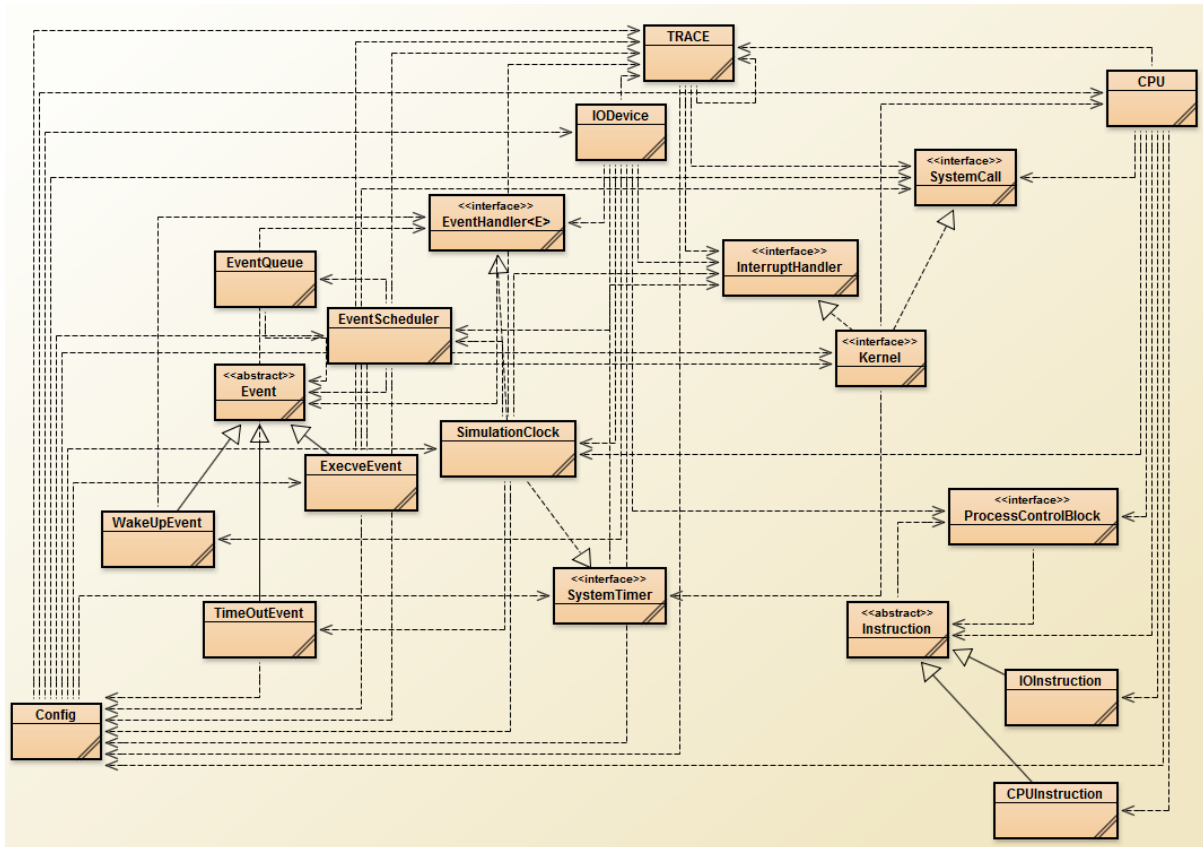 TRACE
CPU
IODevice
<<interface>>
SystemCall
<<interface>>
EventHandler<E>
<<interface>>
InterruptHandler
EventQueue
EventScheduler
<<interface>>
Kernel
<<abstract>>
Event
SimulationClock
ExecveEvent
<<interface>>
ProcessControlBlock
WakeUpEvent
<<interface>>
SystemTimer
TimeOutEvent
<<abstract>>
Instruction
IOInstruction
Config
CPUInstruction